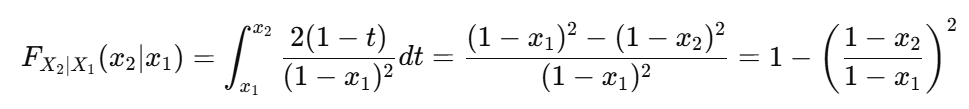 $F_{X_2|X_1}(x_2|x_1) = \int_{x_1}^{x_2} \frac{2(1-t)}{(1-x_1)^2} dt = \frac{(1-x_1)^2 - (1-x_2)^2}{(1-x_1)^2} = 1 - \left(\frac{1-x_2}{1-x_1}\right)^2$